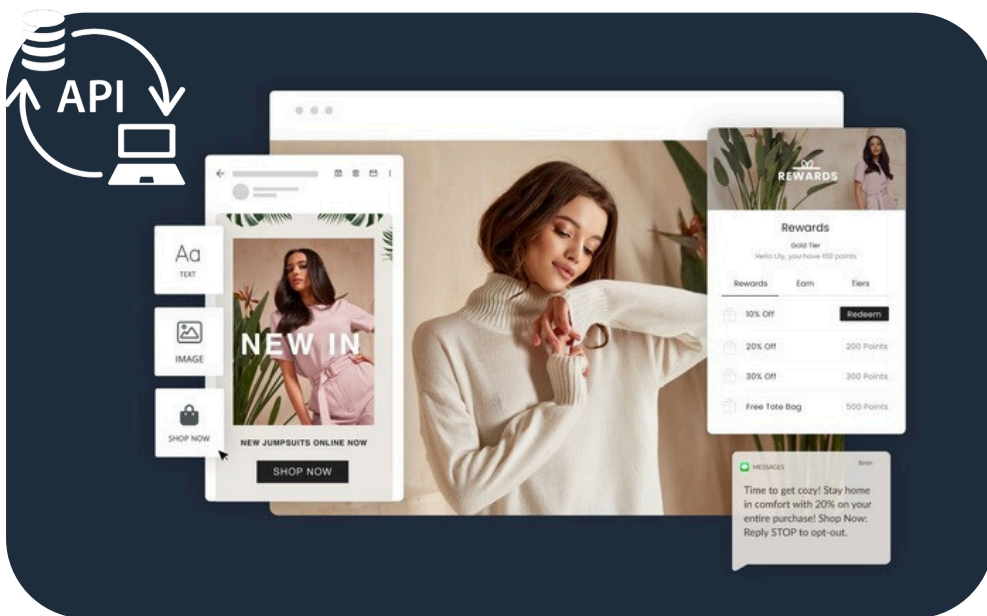 API
Aa
TEXT
IMAGE
SHOP NOW
NEW IN
NEW JUMPSUITS ONLINE NOW
SHOP NOW
REWARDS
Rewards
Gold Tier
Hello Lily, you have 100 points
Rewards Earn Tiers
10% Off Redeem
20% Off 200 Points
30% Off 300 Points
Free Tote Bag 500 Points
MESSAGES 8min
Time to get cozy! Stay home
in comfort with 20% on your
entire purchase! Shop Now:
Reply STOP to opt-out.